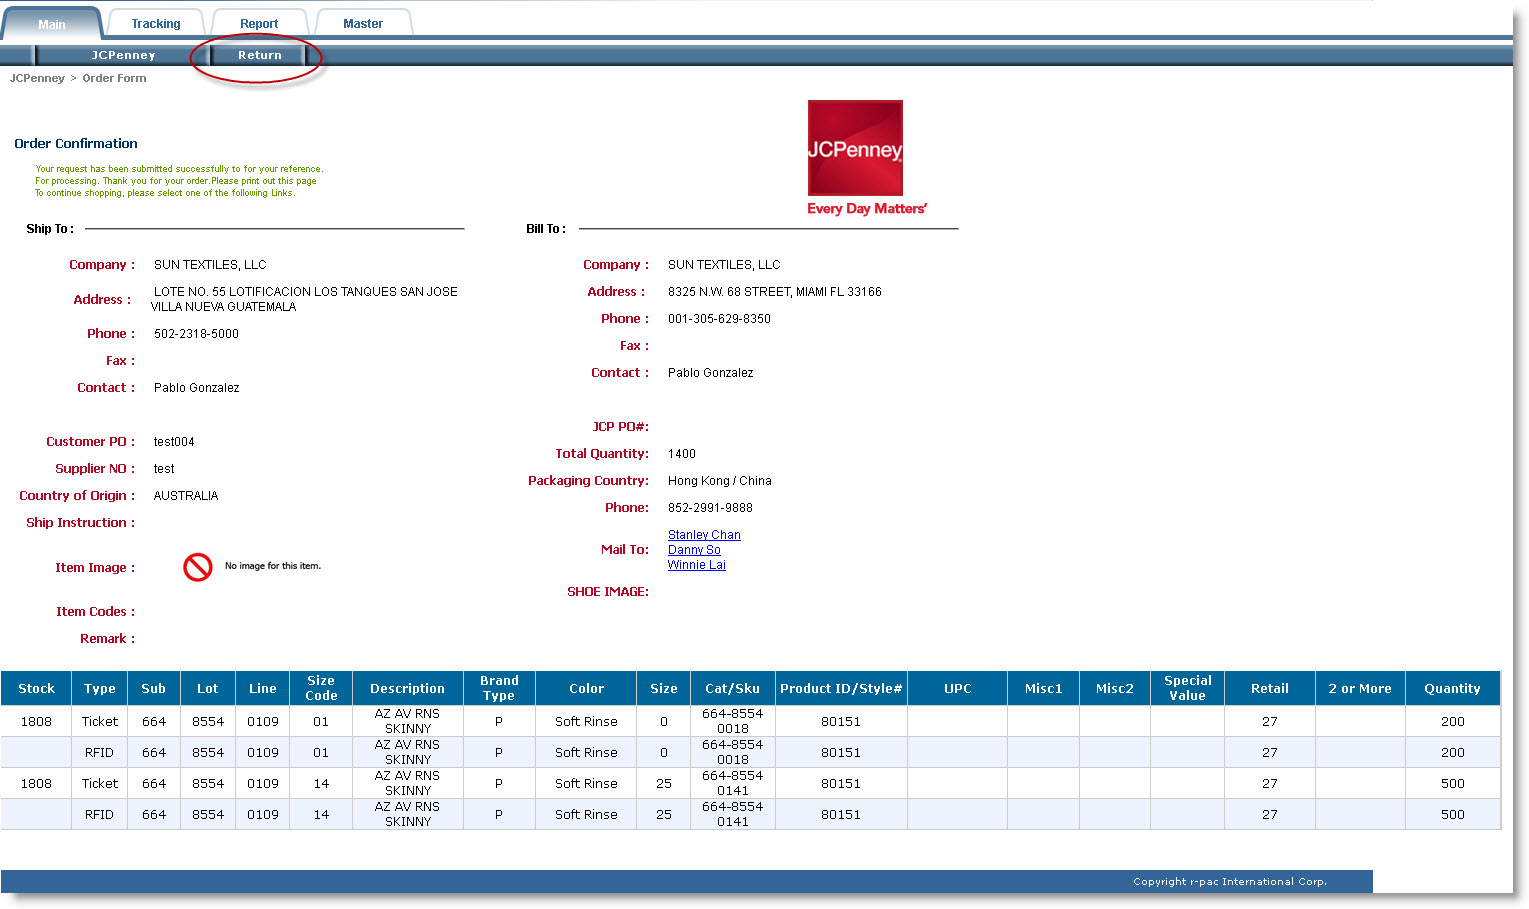 Main Tracking Report Master
JCPenney Return
JCPenney > Order Form
JCPenney
Every Day Matters'
Order Confirmation
Your request has been submitted successfully to for your reference.
For processing. Thank you for your order.Please print out this page
To continue shopping, please select one of the following Links.
Ship To :
Company : SUN TEXTILES, LLC
Address : LOTE NO. 55 LOTIFICACION LOS TANQUES SAN JOSE
VILLA NUEVA GUATEMALA
Phone : 502-2318-5000
Fax :
Contact : Pablo Gonzalez
Customer PO : test004
Supplier NO : test
Country of Origin : AUSTRALIA
Ship Instruction :
Item Image : No image for this item.
Item Codes :
Remark :
Bill To :
Company : SUN TEXTILES, LLC
Address : 8325 N.W. 68 STREET, MIAMI FL 33166
Phone : 001-305-629-8350
Fax :
Contact : Pablo Gonzalez
JCP PO#:
Total Quantity: 1400
Packaging Country: Hong Kong / China
Phone: 852-2991-9888
Mail To: Stanley Chan
Danny So
Winnie Lai
SHOE IMAGE:
Stock Type Sub Lot Line Size Code Description Brand Type Color Size Cat/Sku Product ID/Style# UPC Misc1 Misc2 Special Value Retail 2 or More Quantity
1808 Ticket 664 8554 0109 01 AZ AV RNS SKINNY P Soft Rinse 0 664-8554 0018 80151 27 200
RFID 664 8554 0109 01 AZ AV RNS SKINNY P Soft Rinse 0 664-8554 0018 80151 27 200
1808 Ticket 664 8554 0109 14 AZ AV RNS SKINNY P Soft Rinse 25 664-8554 0141 80151 27 500
RFID 664 8554 0109 14 AZ AV RNS SKINNY P Soft Rinse 25 664-8554 0141 80151 27 500
Copyright r-pac International Corp.